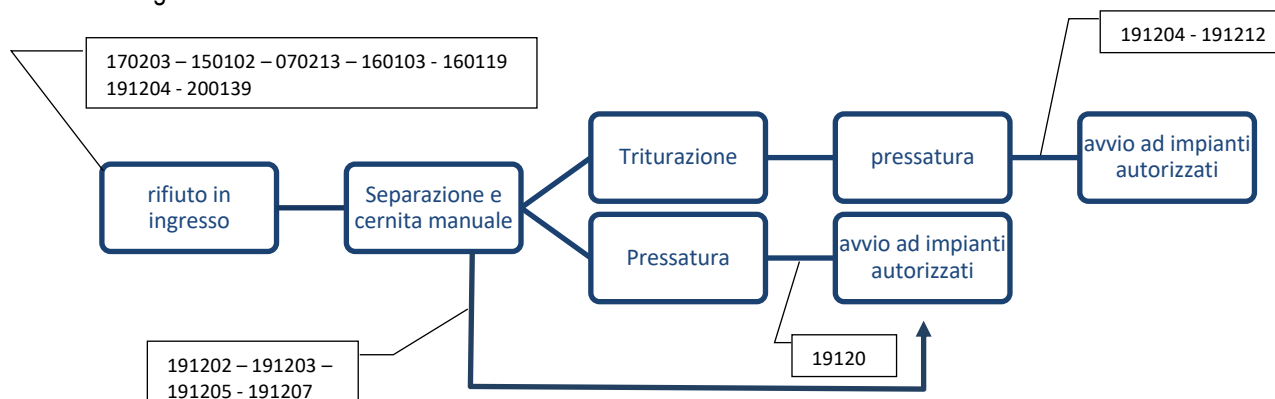 170203 – 150102 – 070213 – 160103 - 160119
191204 - 200139
191204 - 191212
rifiuto in
ingresso
Separazione e
cernita manuale
Triturazione
pressatura
avvio ad impianti
autorizzati
Pressatura
avvio ad impianti
autorizzati
19120
191202 – 191203 –
191205 - 191207